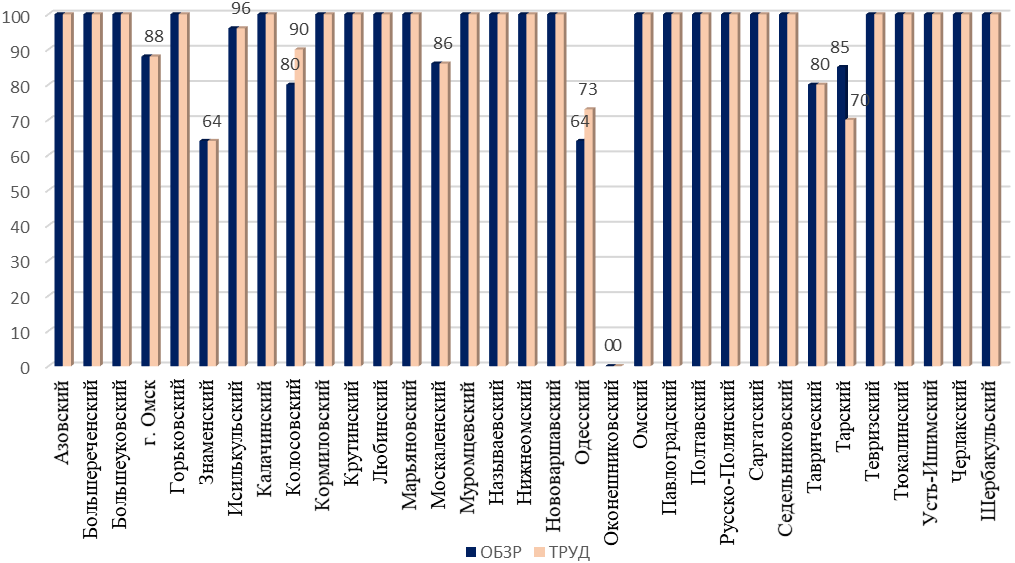 100
90
80
70
60
50
40
30
20
10
0
88
64
96
80
90
86
64
73
00
80
85
70
Азовский
Большереченский
Большеуковский
г. Омск
Горьковский
Знаменский
Исилькульский
Калачинский
Колосовский
Кормиловский
Крутинский
Любинский
Марьяновский
Москаленский
Муромцевский
Называевский
Нижнеомский
Нововаршавский
Одесский
Оконешниковский
Омский
Павлоградский
Полтавский
Русско-Полянский
Саргатский
Седельниковский
Таврический
Тарский
Тевризский
Тюкалинский
Усть-Ишимский
Черлакский
Шербакульский
ОБЗР ТРУД